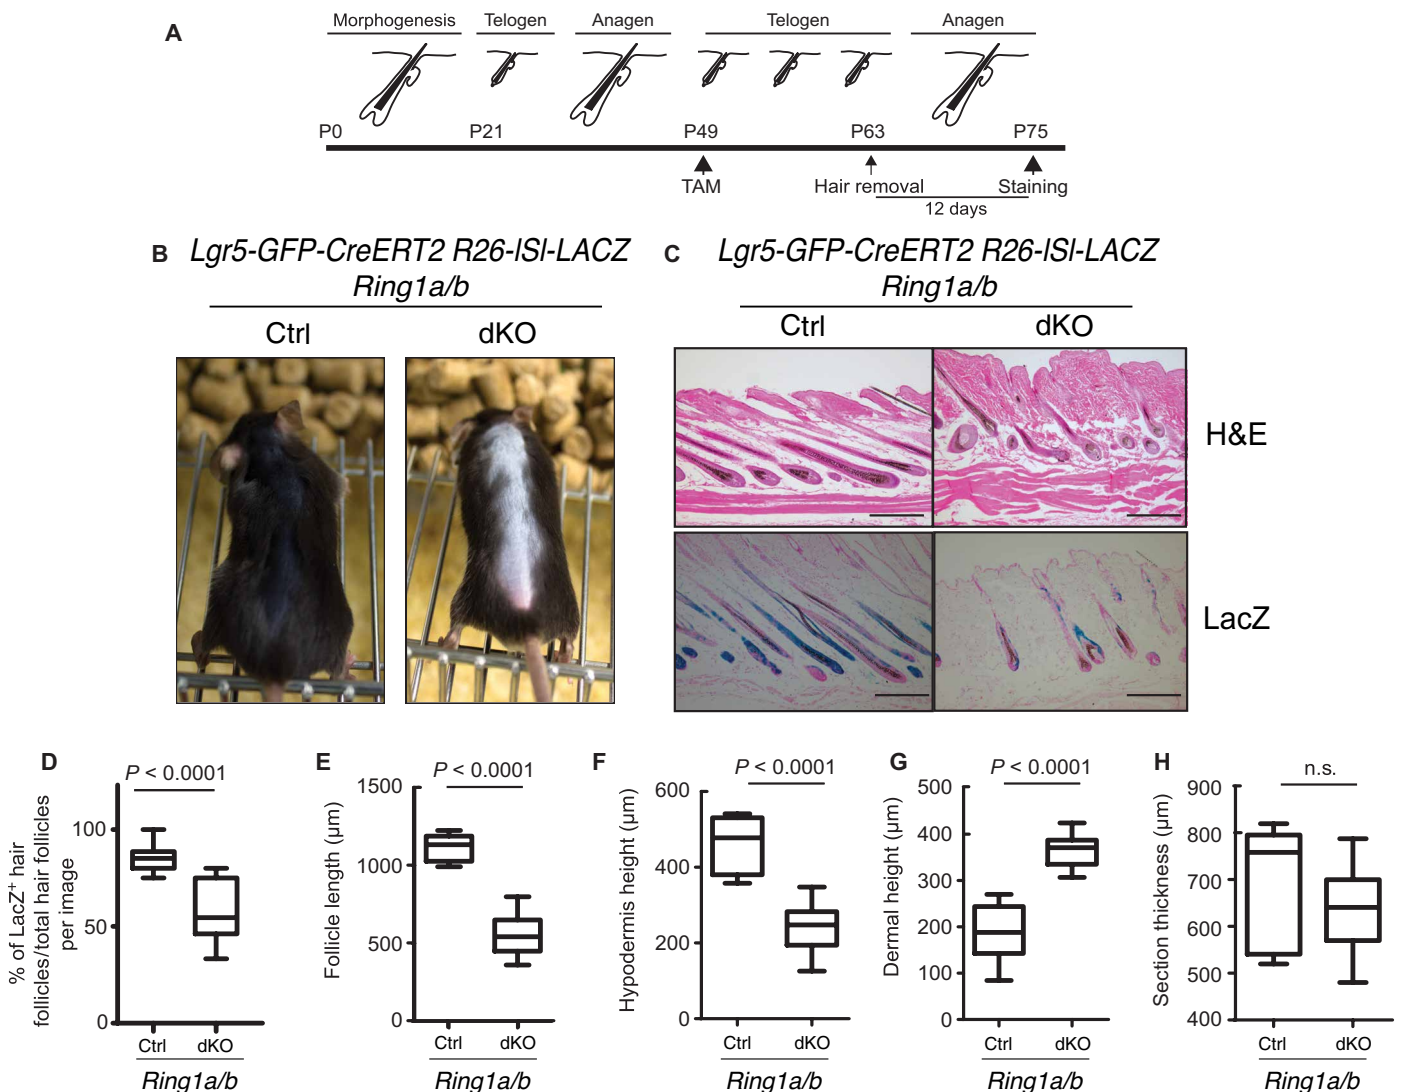 A
Morphogenesis Telogen Anagen Telogen Anagen
P0 P21 P49 P63 P75
TAM Hair removal Staining
12 days
B Lgr5-GFP-CreERT2 R26-lSl-LACZ
Ring1a/b
Ctrl dKO
C Lgr5-GFP-CreERT2 R26-lSl-LACZ
Ring1a/b
Ctrl dKO
H&E
LacZ
D
P < 0.0001
% of LacZ+ hair
follicles/total hair follicles
per image
100
50
0
Ctrl dKO
Ring1a/b
E
P < 0.0001
Follicle length (μm)
1500
1000
500
0
Ctrl dKO
Ring1a/b
F
P < 0.0001
Hypodermis height (μm)
600
400
200
0
Ctrl dKO
Ring1a/b
G
P < 0.0001
Dermal height (μm)
500
400
300
200
100
0
Ctrl dKO
Ring1a/b
H
n.s.
Section thickness (μm)
900
800
700
600
500
400
Ctrl dKO
Ring1a/b